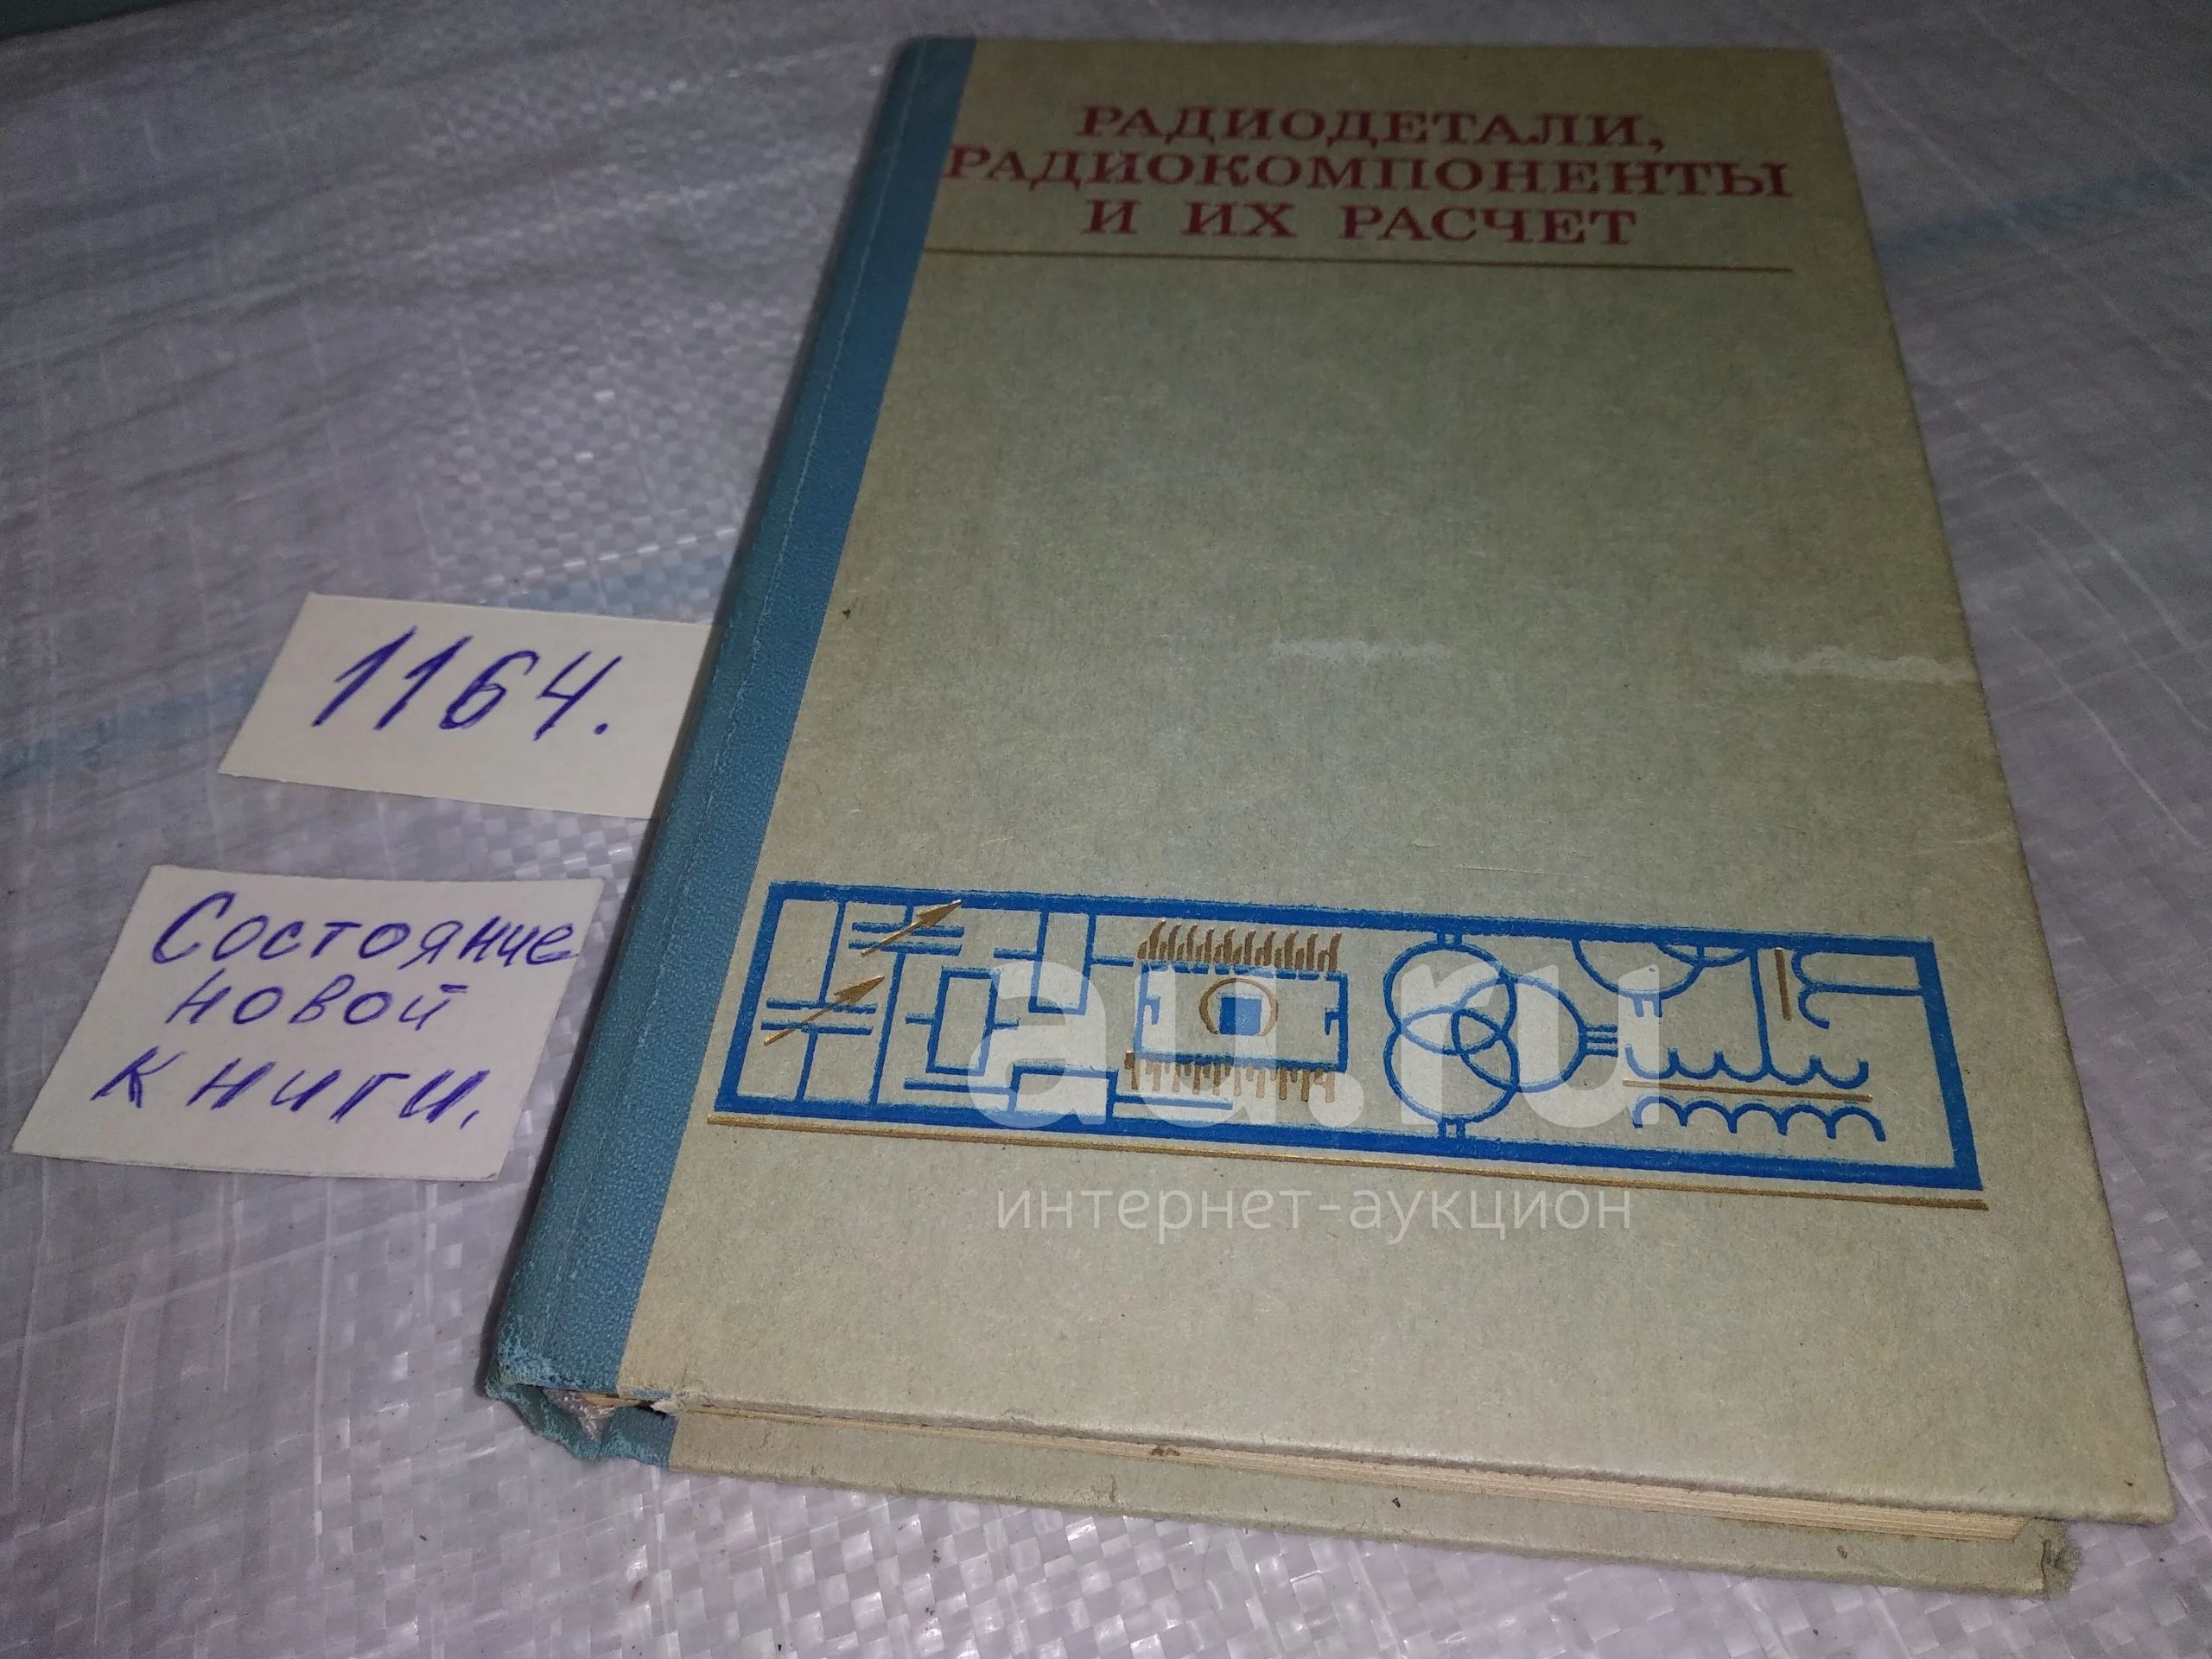 РАДИОДЕТАЛИ,
РАДИОКОМПОНЕНТЫ
И ИХ РАСЧЕТ
1164.
Состояние
новой
книги.
au.ru
интернет-аукцион